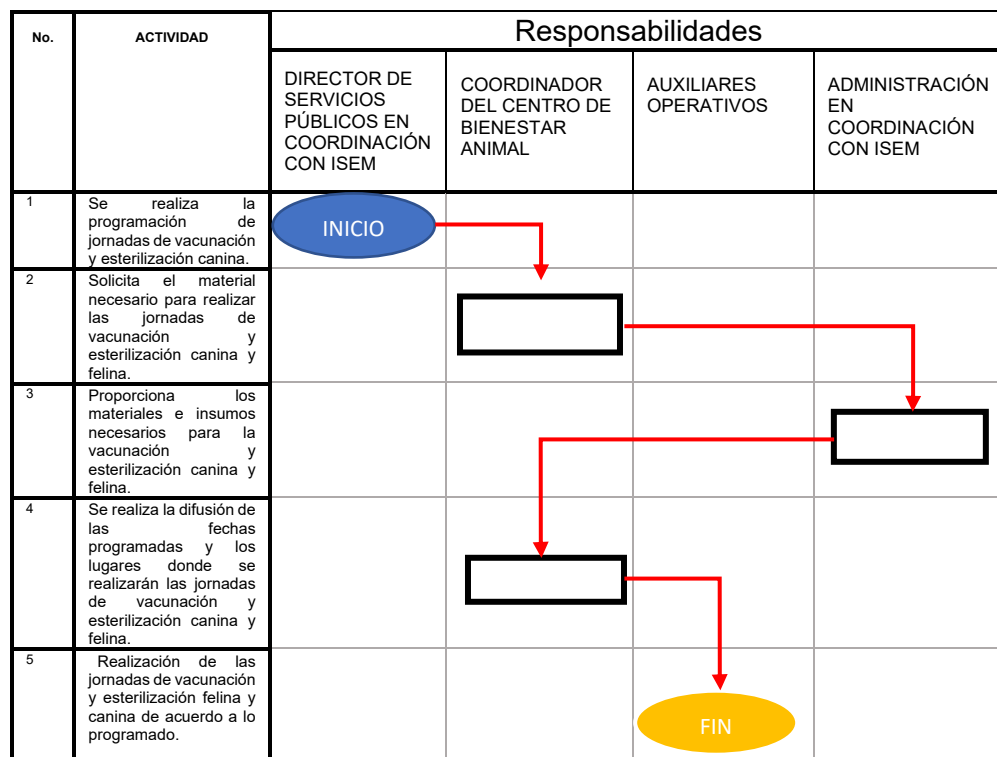 No.
ACTIVIDAD
Responsabilidades
DIRECTOR DE
SERVICIOS
PÚBLICOS EN
COORDINACIÓN
CON ISEM
COORDINADOR
DEL CENTRO DE
BIENESTAR
ANIMAL
AUXILIARES
OPERATIVOS
ADMINISTRACIÓN
EN
COORDINACIÓN
CON ISEM
1
Se realiza la
programación de
jornadas de vacunación
y esterilización canina.
INICIO
2
Solicita el material
necesario para realizar
las jornadas de
vacunación y
esterilización canina y
felina.
3
Proporciona los
materiales e insumos
necesarios para la
vacunación y
esterilización canina y
felina.
4
Se realiza la difusión de
las fechas
programadas y los
lugares donde se
realizarán las jornadas
de vacunación y
esterilización canina y
felina.
5
Realización de las
jornadas de vacunación
y esterilización felina y
canina de acuerdo a lo
programado.
FIN